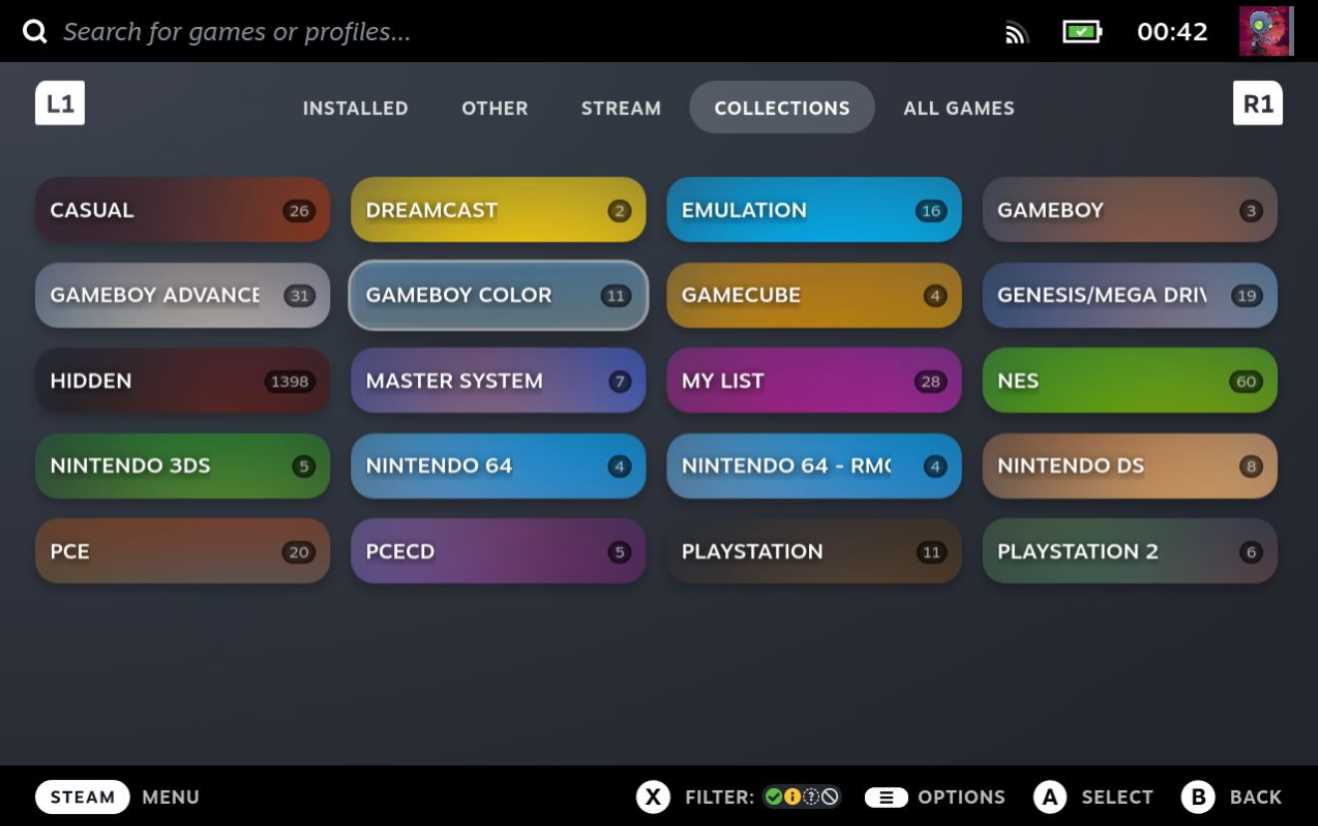 Search for games or profiles...
00:42
L1
INSTALLED OTHER STREAM COLLECTIONS ALL GAMES
R1
CASUAL 26
DREAMCAST 2
EMULATION 16
GAMEBOY 3
GAMEBOY ADVANCE 31
GAMEBOY COLOR 11
GAMECUBE 4
GENESIS/MEGA DRI 19
HIDDEN 1398
MASTER SYSTEM 7
MY LIST 28
NES 60
NINTENDO 3DS 5
NINTENDO 64 4
NINTENDO 64 - RM 4
NINTENDO DS 8
PCE 20
PCECD 5
PLAYSTATION 11
PLAYSTATION 2 6
STEAM MENU
X FILTER:
OPTIONS
A SELECT
B BACK